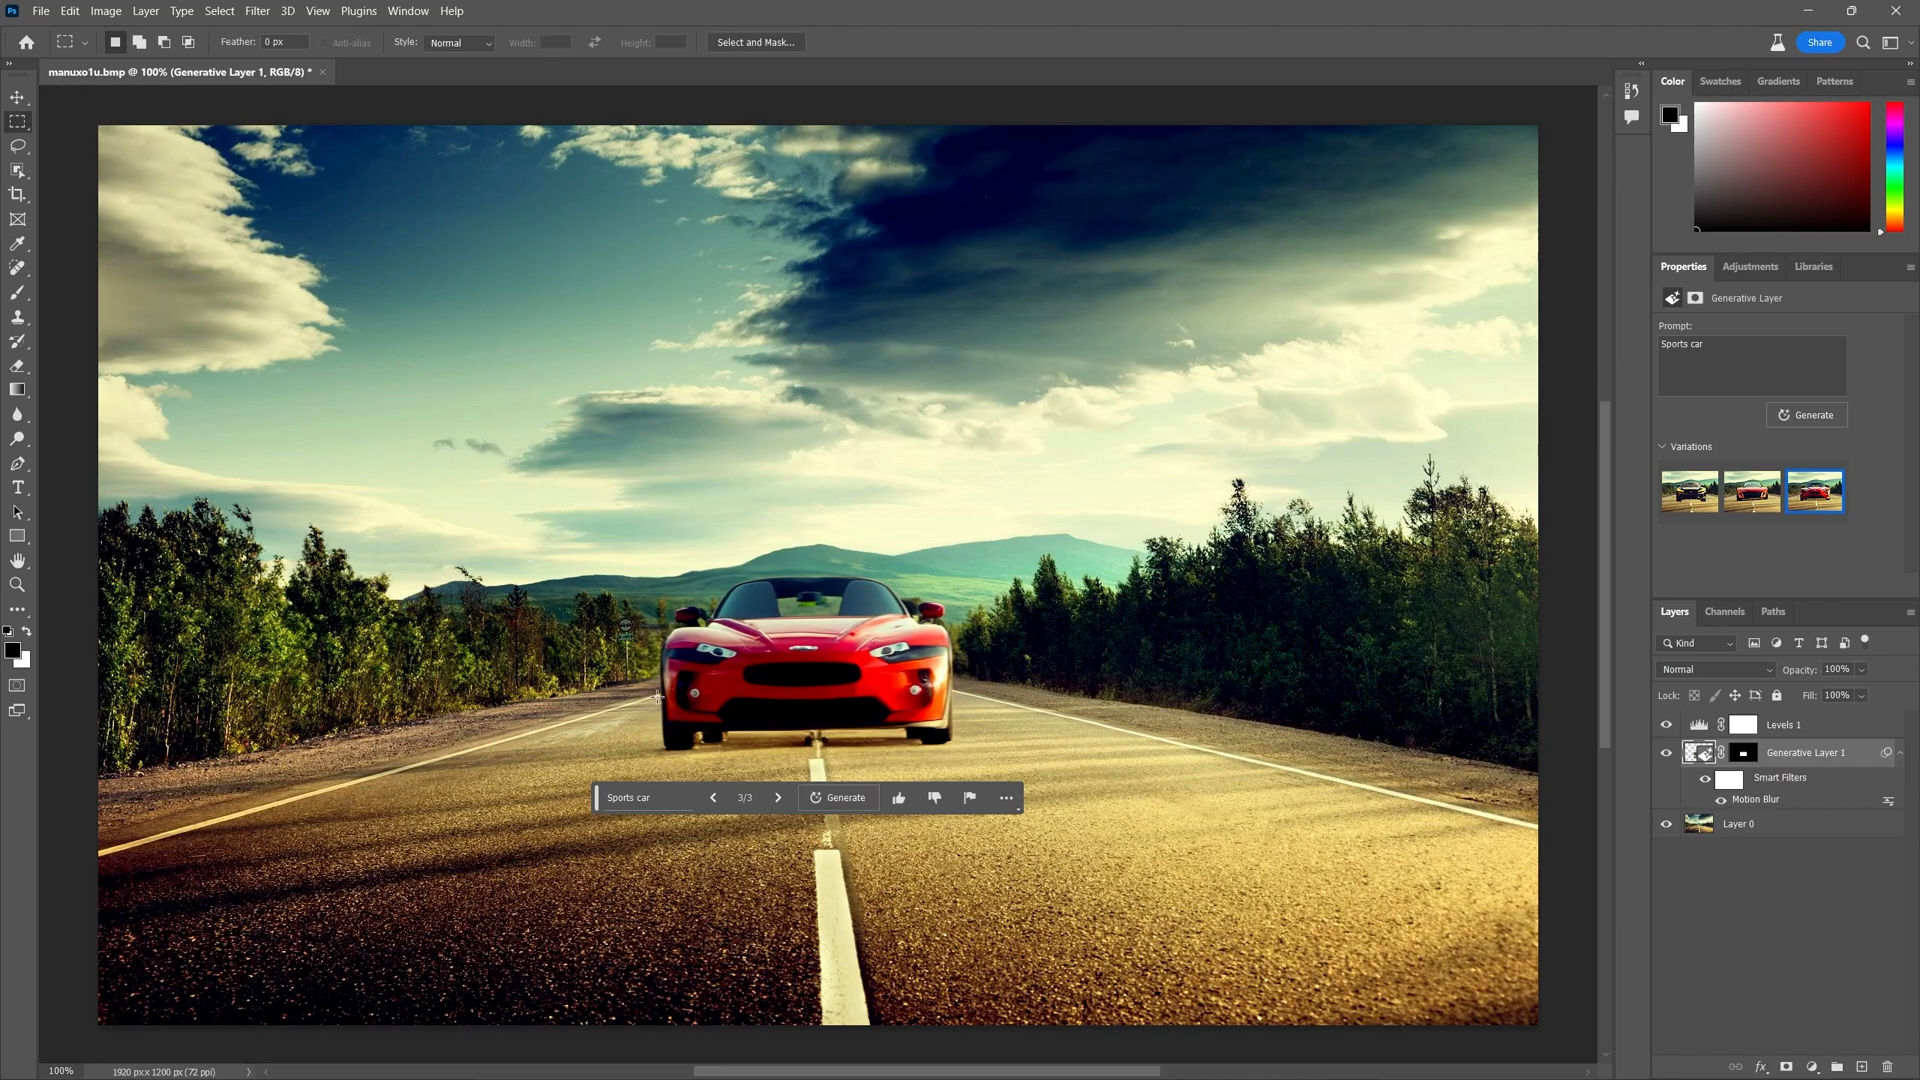 Ps File Edit Image Layer Type Select Filter 3D View Plugins Window Help
Feather: 0 px Anti-alias Style: Normal Width: Height: Select and Mask... Share
manuxo1u.bmp @ 100% (Generative Layer 1, RGB/8) *
Color Swatches Gradients Patterns
Properties Adjustments Libraries
Generative Layer
Prompt:
Sports car
Generate
Variations
Layers Channels Paths
Kind
Normal Opacity: 100%
Lock: Fill: 100%
Levels 1
Generative Layer 1
Smart Filters
Motion Blur
Layer 0
Sports car 3/3 Generate
100% 1920 px x 1200 px (72 ppi)